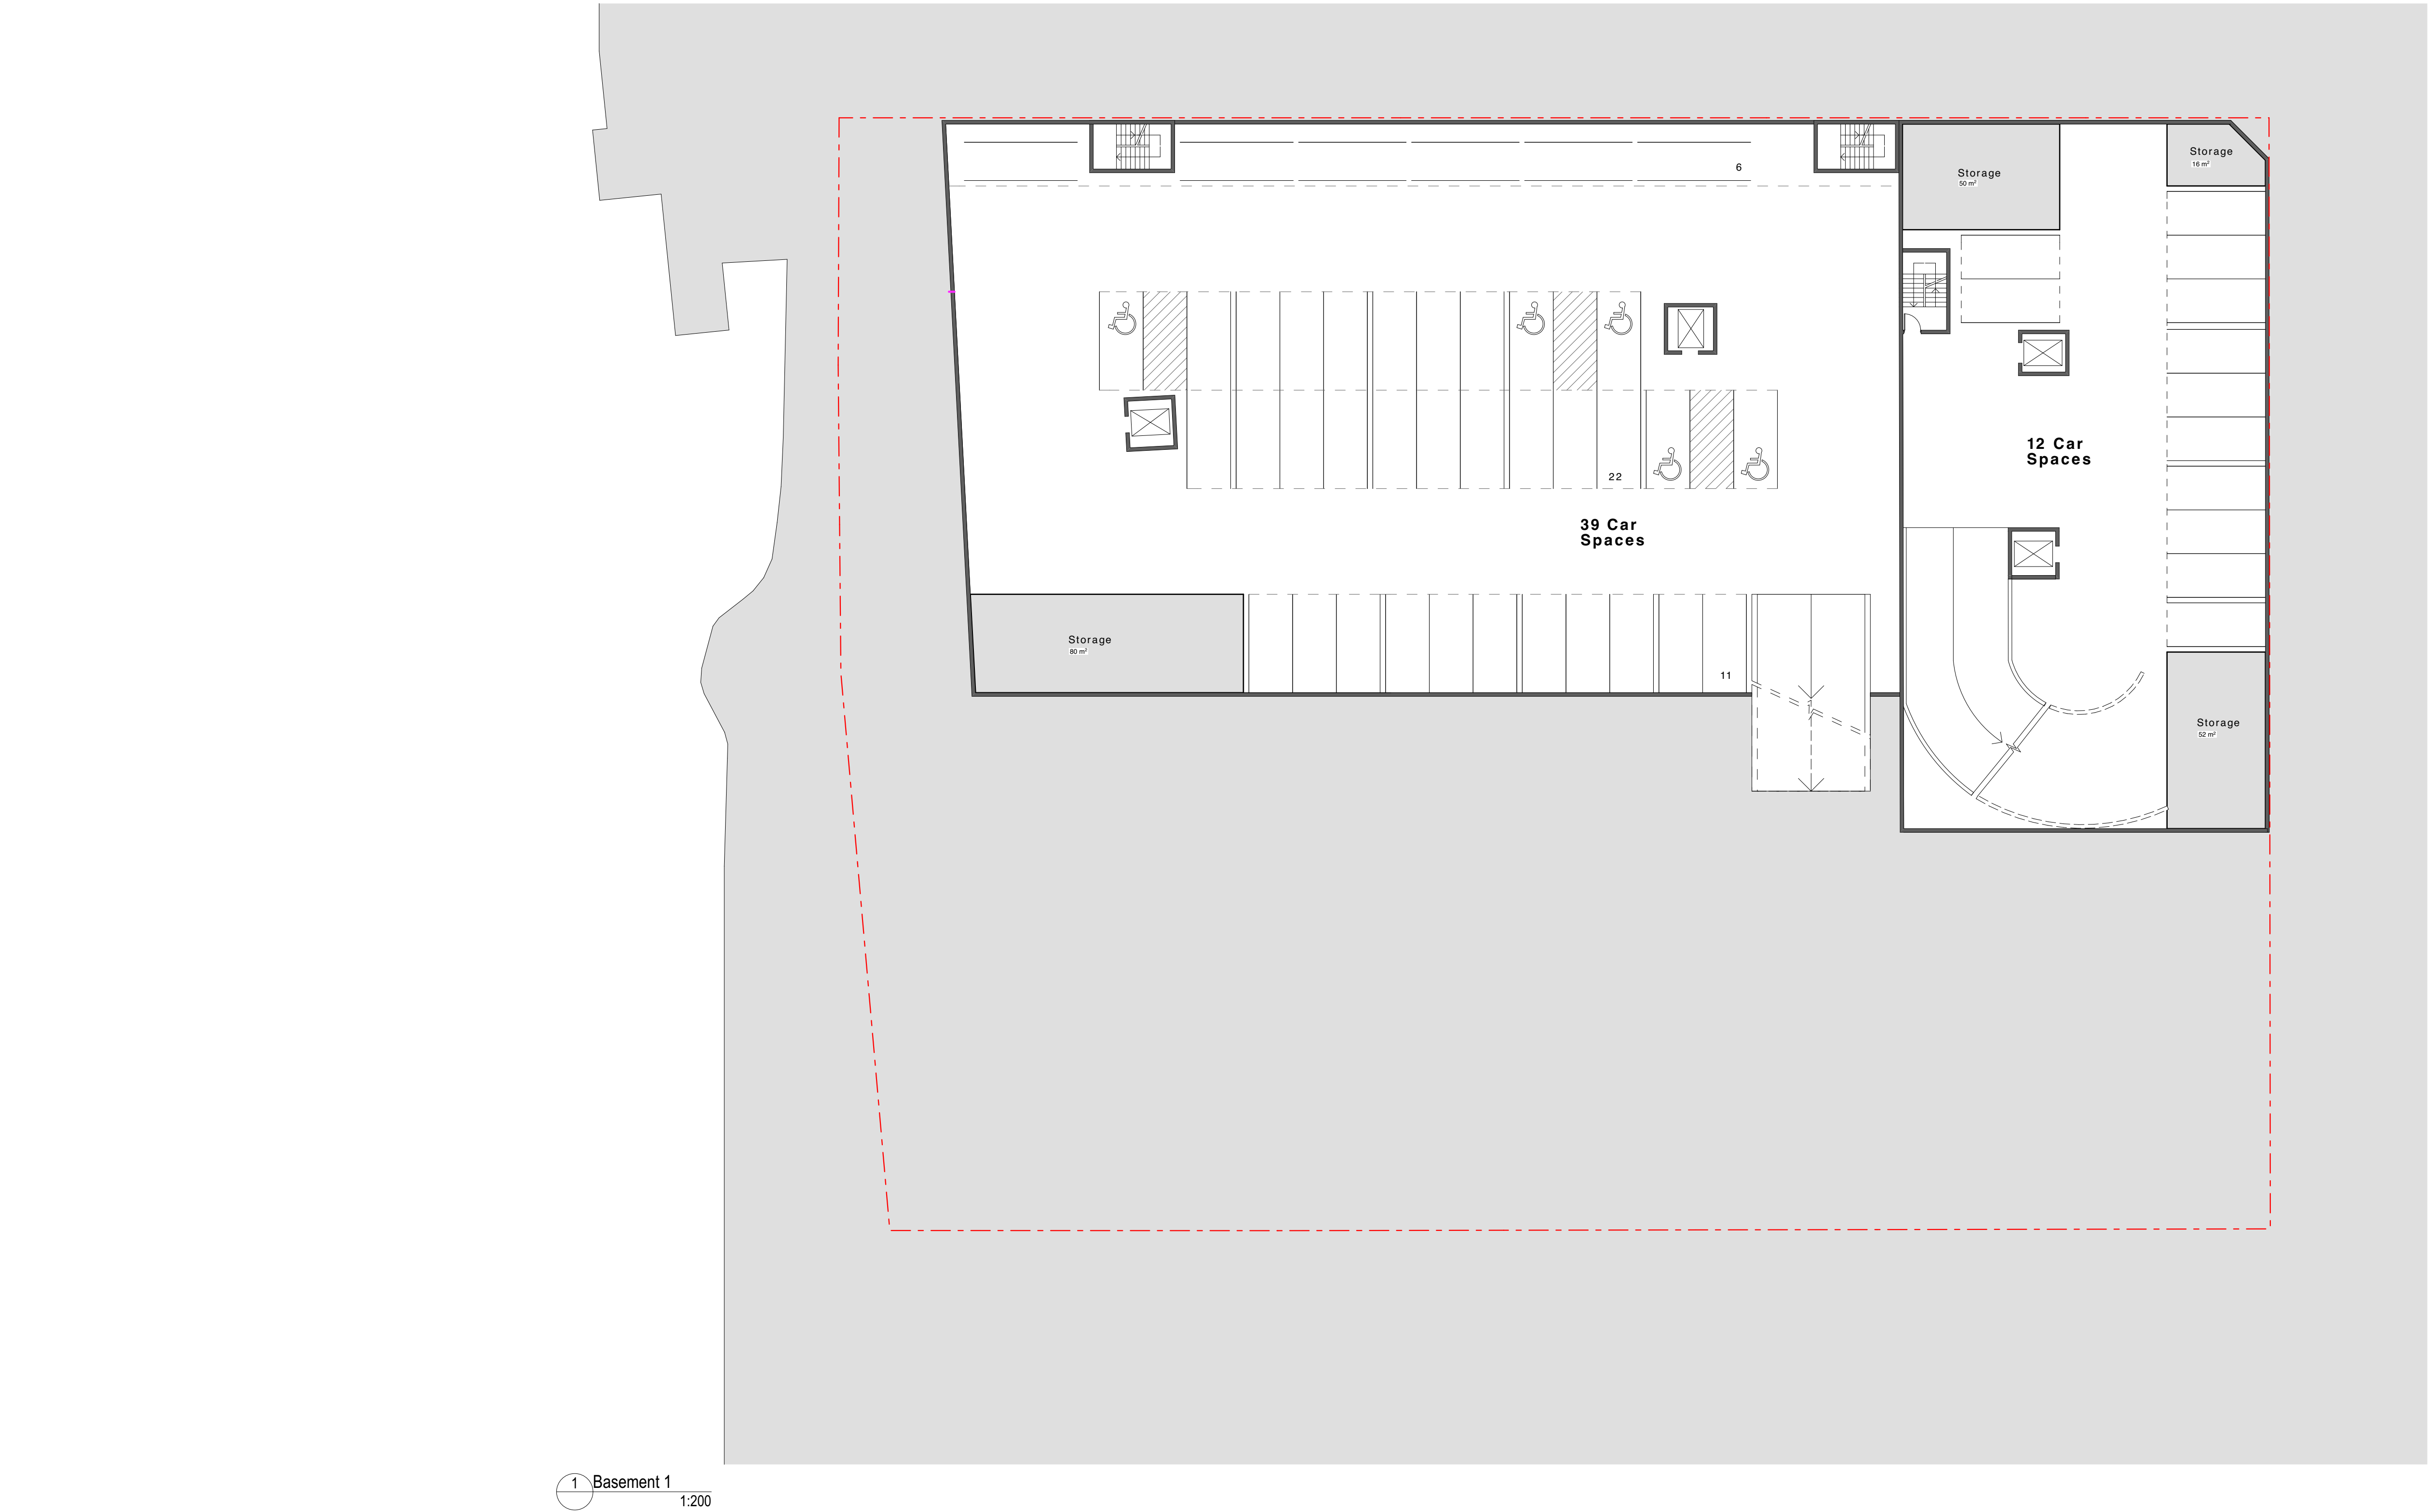 6
Storage
16 m²
Storage
50 m²
12 Car
Spaces
22
39 Car
Spaces
Storage
80 m²
11
Storage
52 m²
1
Basement 1
1:200